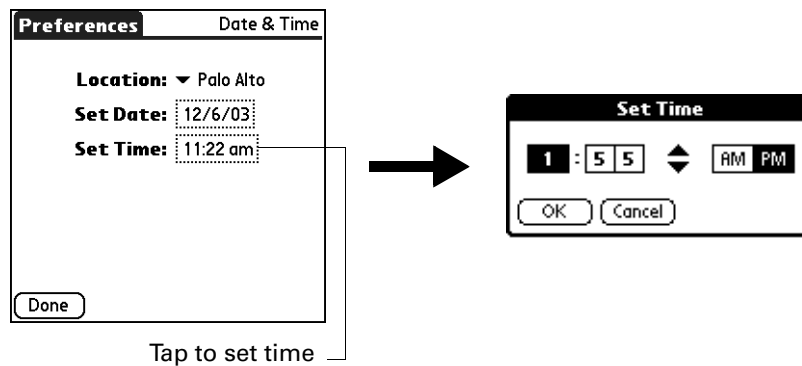 Preferences Date & Time
Location: Palo Alto
Set Date: 12/6/03
Set Time: 11:22 am
Done
Tap to set time
Set Time
1 : 5 5 AM PM
OK Cancel